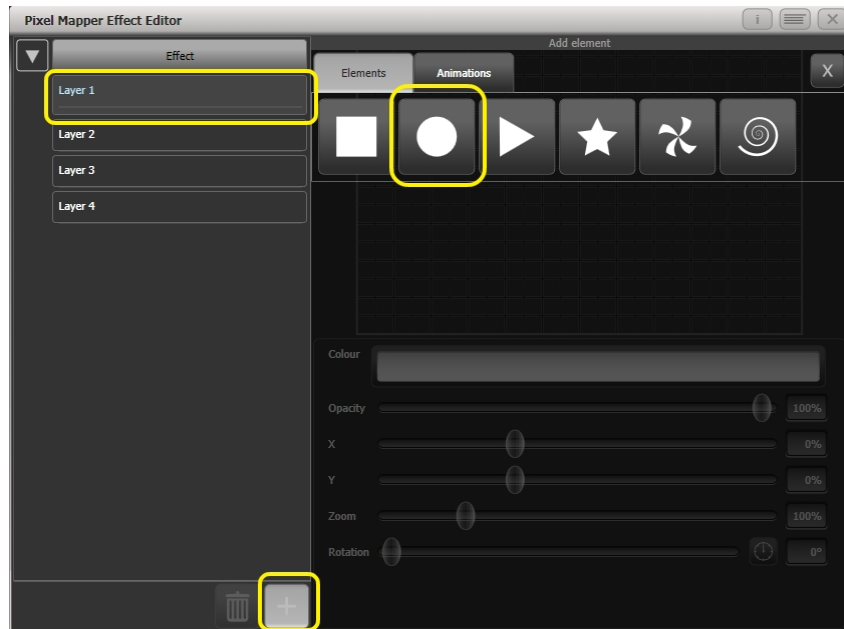 Pixel Mapper Effect Editor
i
X
Add element
Effect
Elements
Animations
X
Layer 1
Layer 2
Layer 3
Layer 4
Colour
Opacity 100%
X 0%
Y 0%
Zoom 100%
Rotation 0°
+